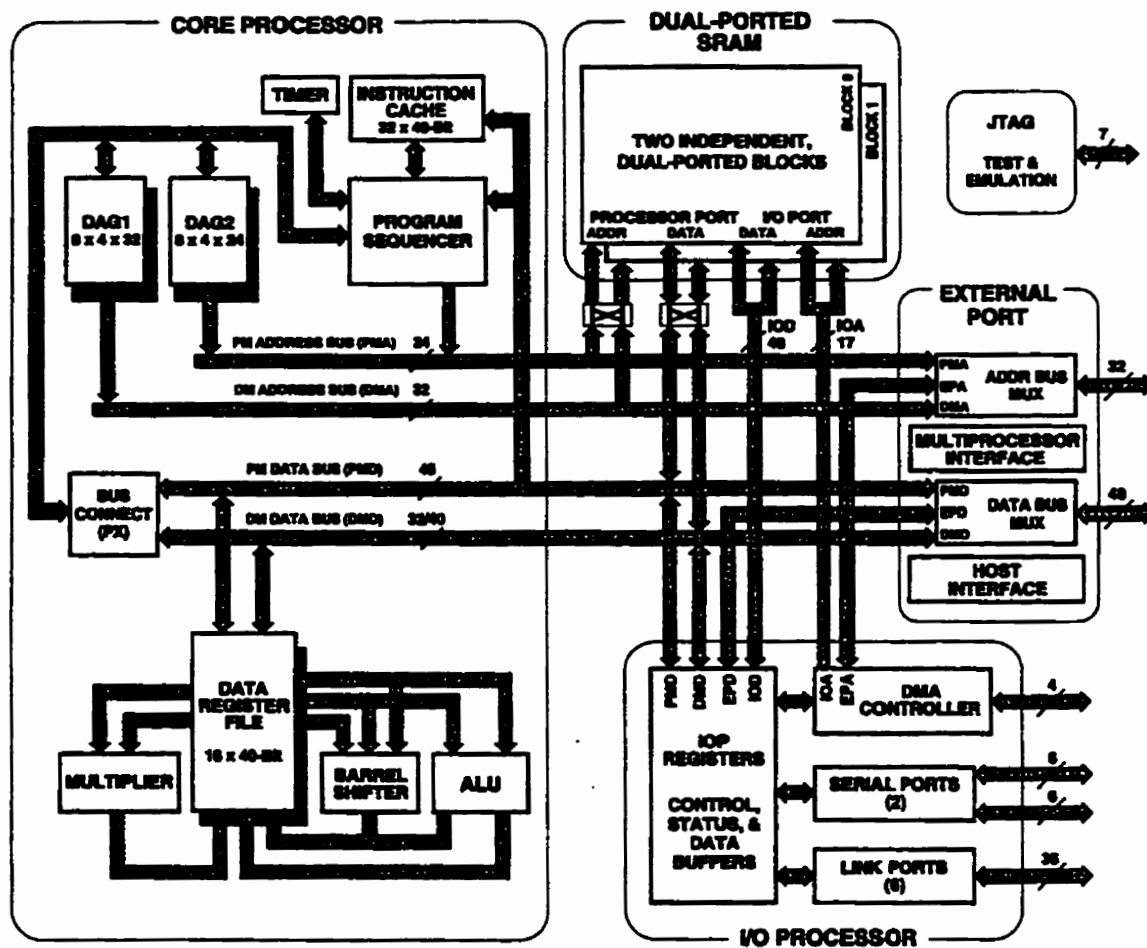 CORE PROCESSOR
TIMER
INSTRUCTION
CACHE
32 x 48-Bit
DAG1
8 x 4 x 32
DAG2
8 x 4 x 24
PROGRAM
SEQUENCER
PM ADDRESS BUS (PMA)
24
DM ADDRESS BUS (DMA)
32
PM DATA BUS (PMD)
48
DM DATA BUS (DMD)
32/40
BUS
CONNECT
(PX)
DATA
REGISTER
FILE
16 x 40-Bit
MULTIPLIER
BARREL
SHIFTER
ALU
DUAL-PORTED
SRAM
TWO INDEPENDENT,
DUAL-PORTED BLOCKS
BLOCK 0
BLOCK 1
PROCESSOR PORT
I/O PORT
ADDR
DATA
DATA
ADDR
IOD
48
IOA
17
JTAG
TEST &
EMULATION
7
EXTERNAL
PORT
PMA
EPA
DMA
ADDR BUS
MUX
32
MULTIPROCESSOR
INTERFACE
PMD
EPD
DMD
DATA BUS
MUX
48
HOST
INTERFACE
PMD
DMD
EPD
IOD
IOP
REGISTERS
CONTROL,
STATUS, &
DATA
BUFFERS
IOA
EPA
DMA
CONTROLLER
4
SERIAL PORTS
(2)
6
6
LINK PORTS
(6)
36
I/O PROCESSOR